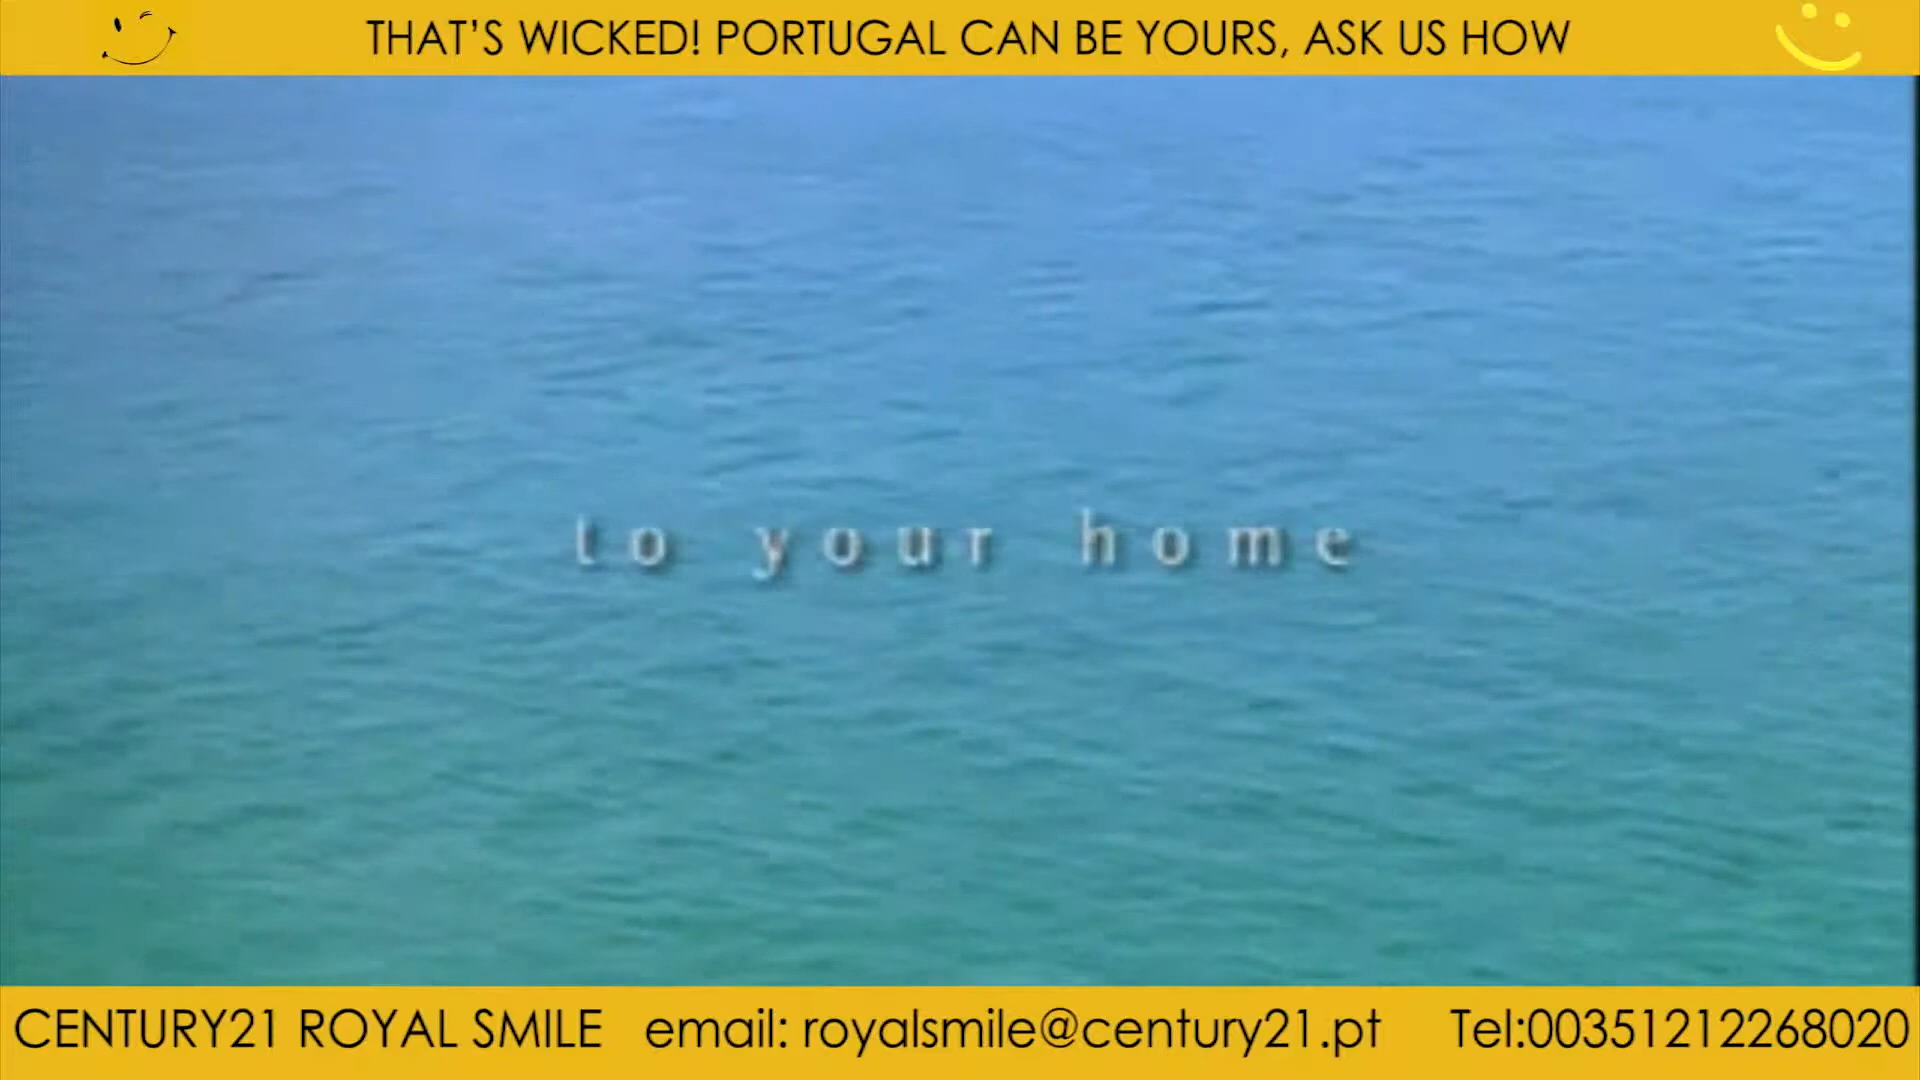 THAT'S WICKED! PORTUGAL CAN BE YOURS, ASK US HOW
to your home
CENTURY21 ROYAL SMILE email: royalsmile@century21.pt Tel:00351212268020